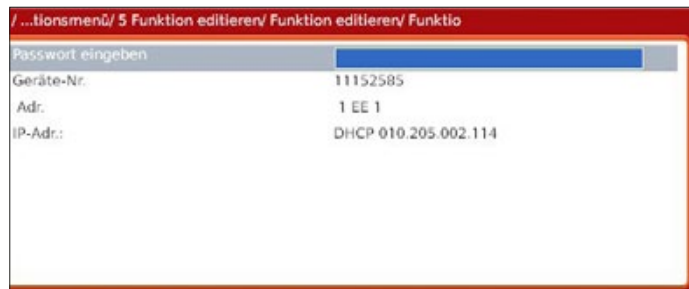 / ...tionsmenü/ 5 Funktion editieren/ Funktion editieren/ Funktio
Passwort eingeben
Geräte-Nr. 11152585
Adr. 1 EE 1
IP-Adr.: DHCP 010.205.002.114